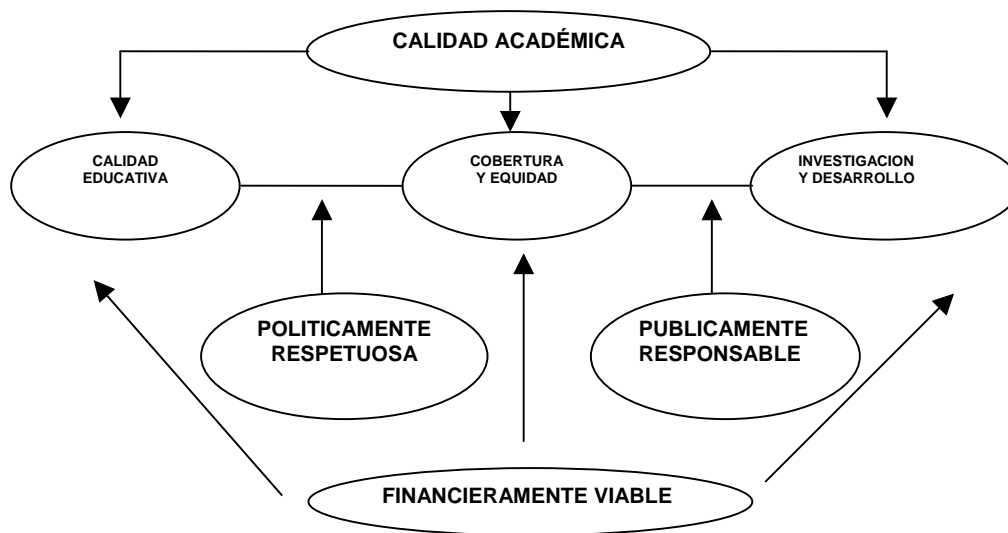 CALIDAD ACADÉMICA
CALIDAD
EDUCATIVA
COBERTURA
Y EQUIDAD
INVESTIGACION
Y DESARROLLO
POLITICAMENTE
RESPETUOSA
PUBLICAMENTE
RESPONSABLE
FINANCIERAMENTE VIABLE